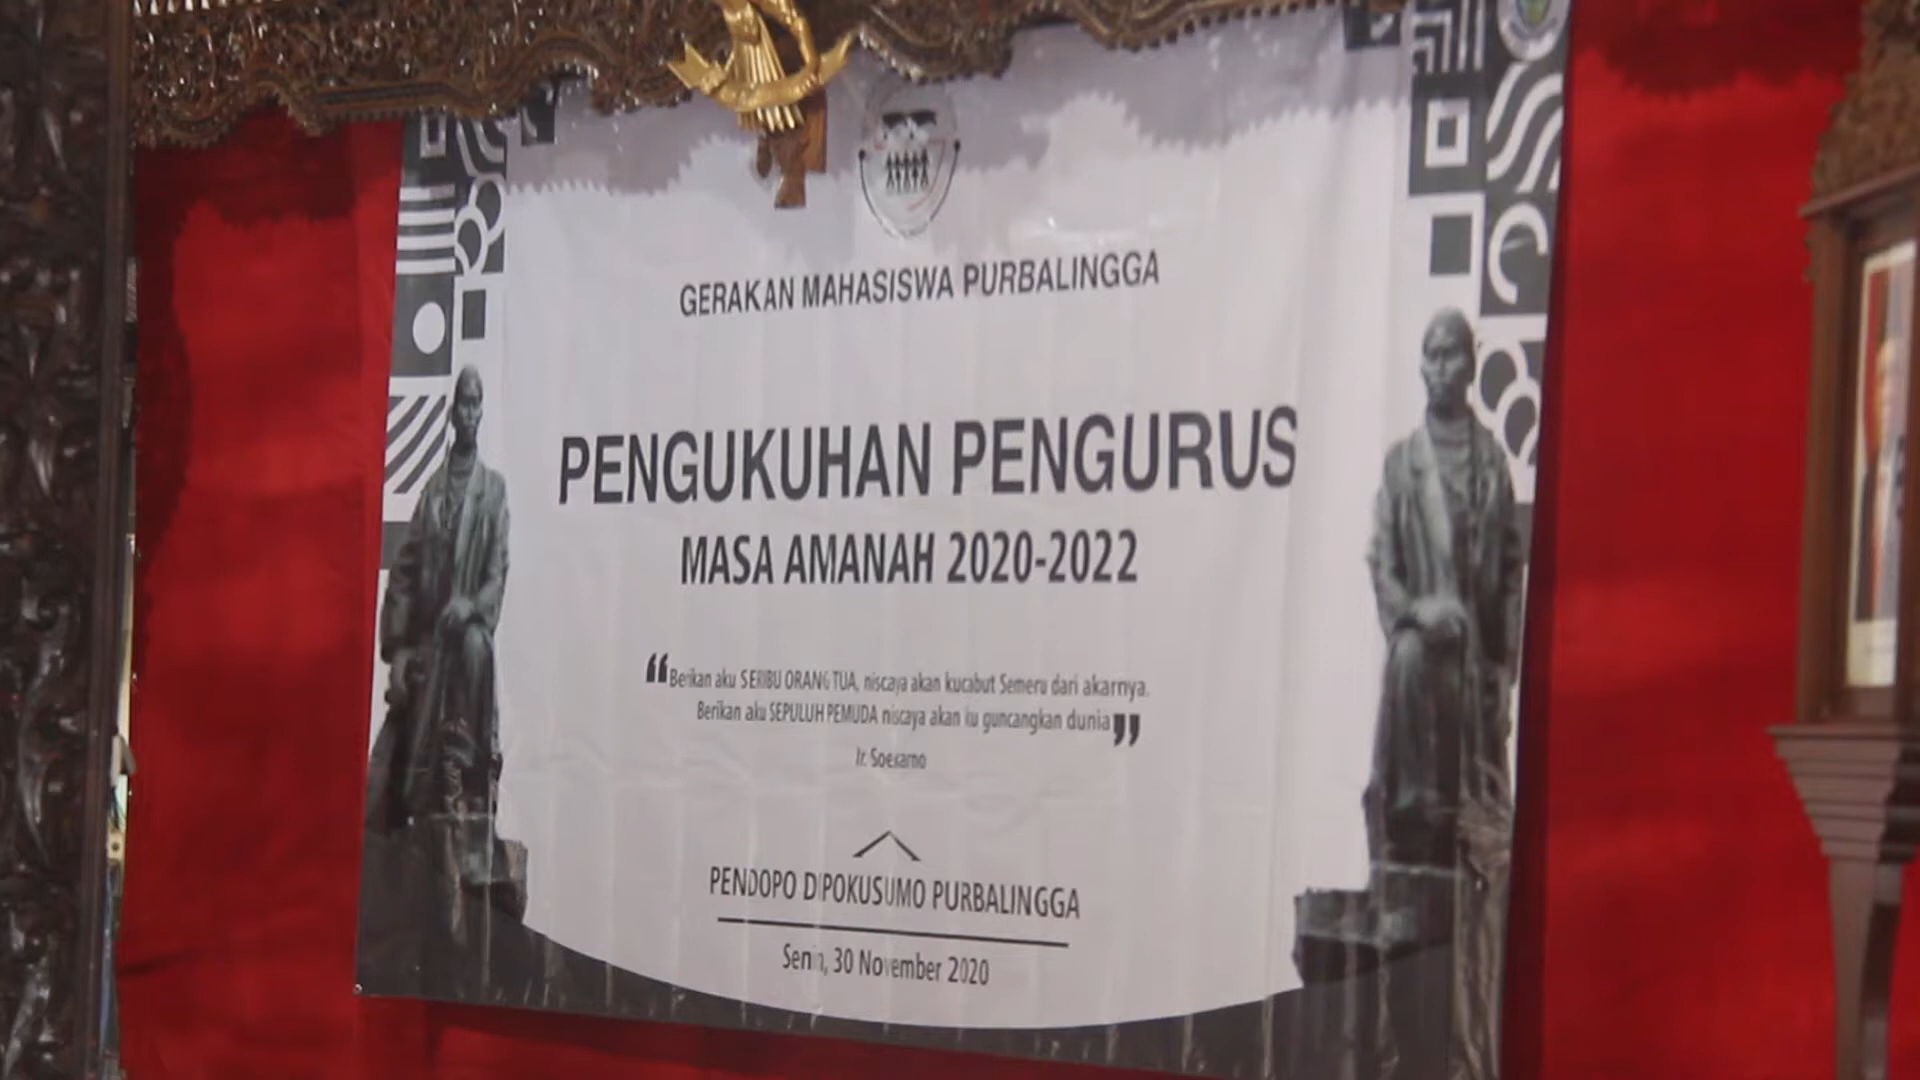 GERAKAN MAHASISWA PURBALINGGA
PENGUKUHAN PENGURUS
MASA AMANAH 2020-2022
“Berikan aku SERIBU ORANG TUA, niscaya akan kucabut Semeru dari akarnya.
Berikan aku SEPULUH PEMUDA niscaya akan ku guncangkan dunia”
Ir. Soekarno
PENDOPO DIPOKUSUMO PURBALINGGA
Senin, 30 November 2020